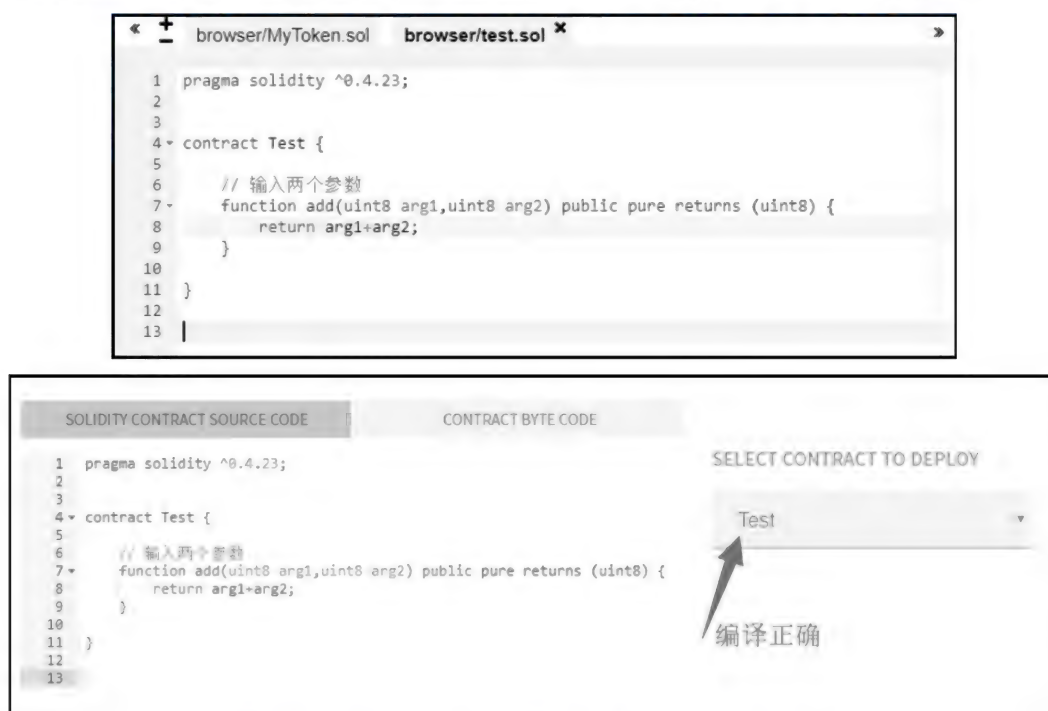 « + - browser/MyToken.sol browser/test.sol × »
1 pragma solidity ^0.4.23;
2
3
4 contract Test {
5
6 // 输入两个参数
7 function add(uint8 arg1,uint8 arg2) public pure returns (uint8) {
8 return arg1+arg2;
9 }
10
11 }
12
13
SOLIDITY CONTRACT SOURCE CODE CONTRACT BYTE CODE
SELECT CONTRACT TO DEPLOY
1 pragma solidity ^0.4.23;
2
3
4 contract Test {
Test
5
6 // 输入两个参数
7 function add(uint8 arg1,uint8 arg2) public pure returns (uint8) {
8 return arg1+arg2;
9 }
10
11 }
编译正确
12
13